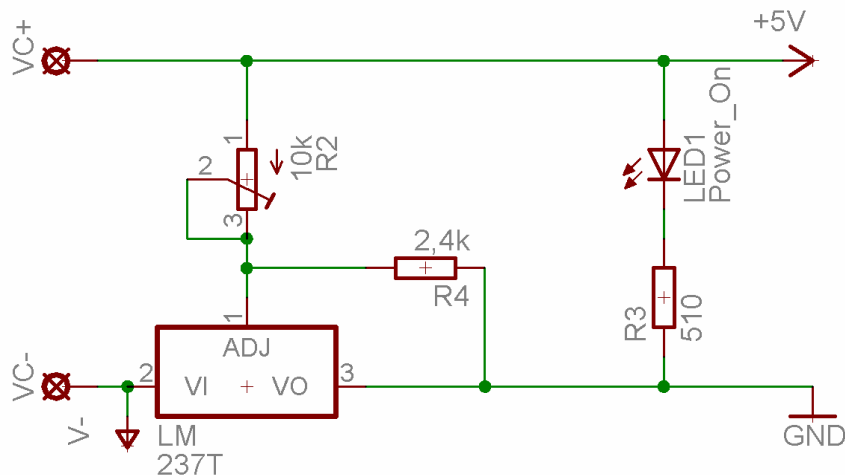 VC+
+5V
1
2
3
10k
R2
LED1
Power_On
2,4k
R4
R3
510
1
ADJ
VC-
2
VI
VO
3
V-
LM
237T
GND